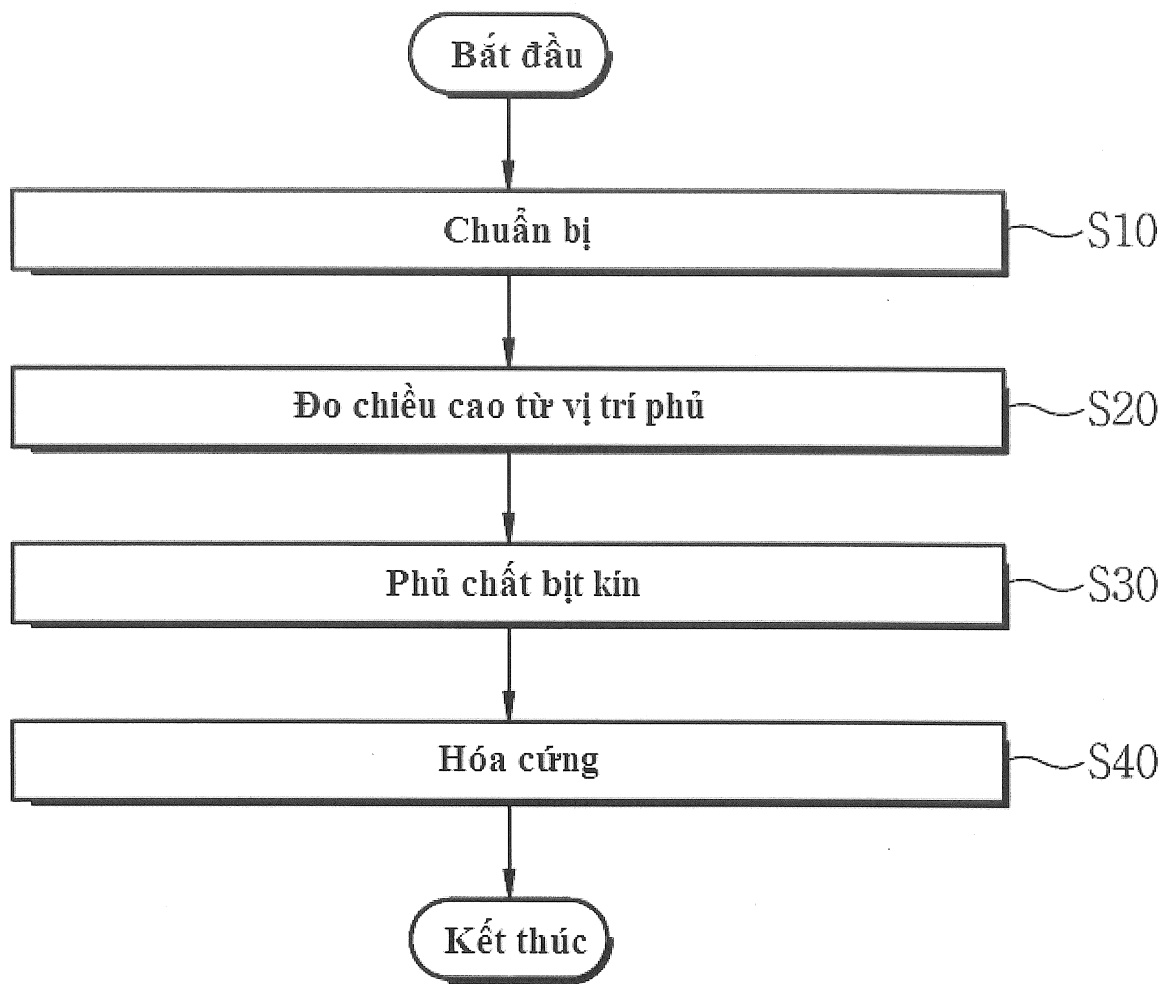 Bắt đầu
Chuẩn bị
S10
Đo chiều cao từ vị trí phủ
S20
Phủ chất bịt kín
S30
Hóa cứng
S40
Kết thúc